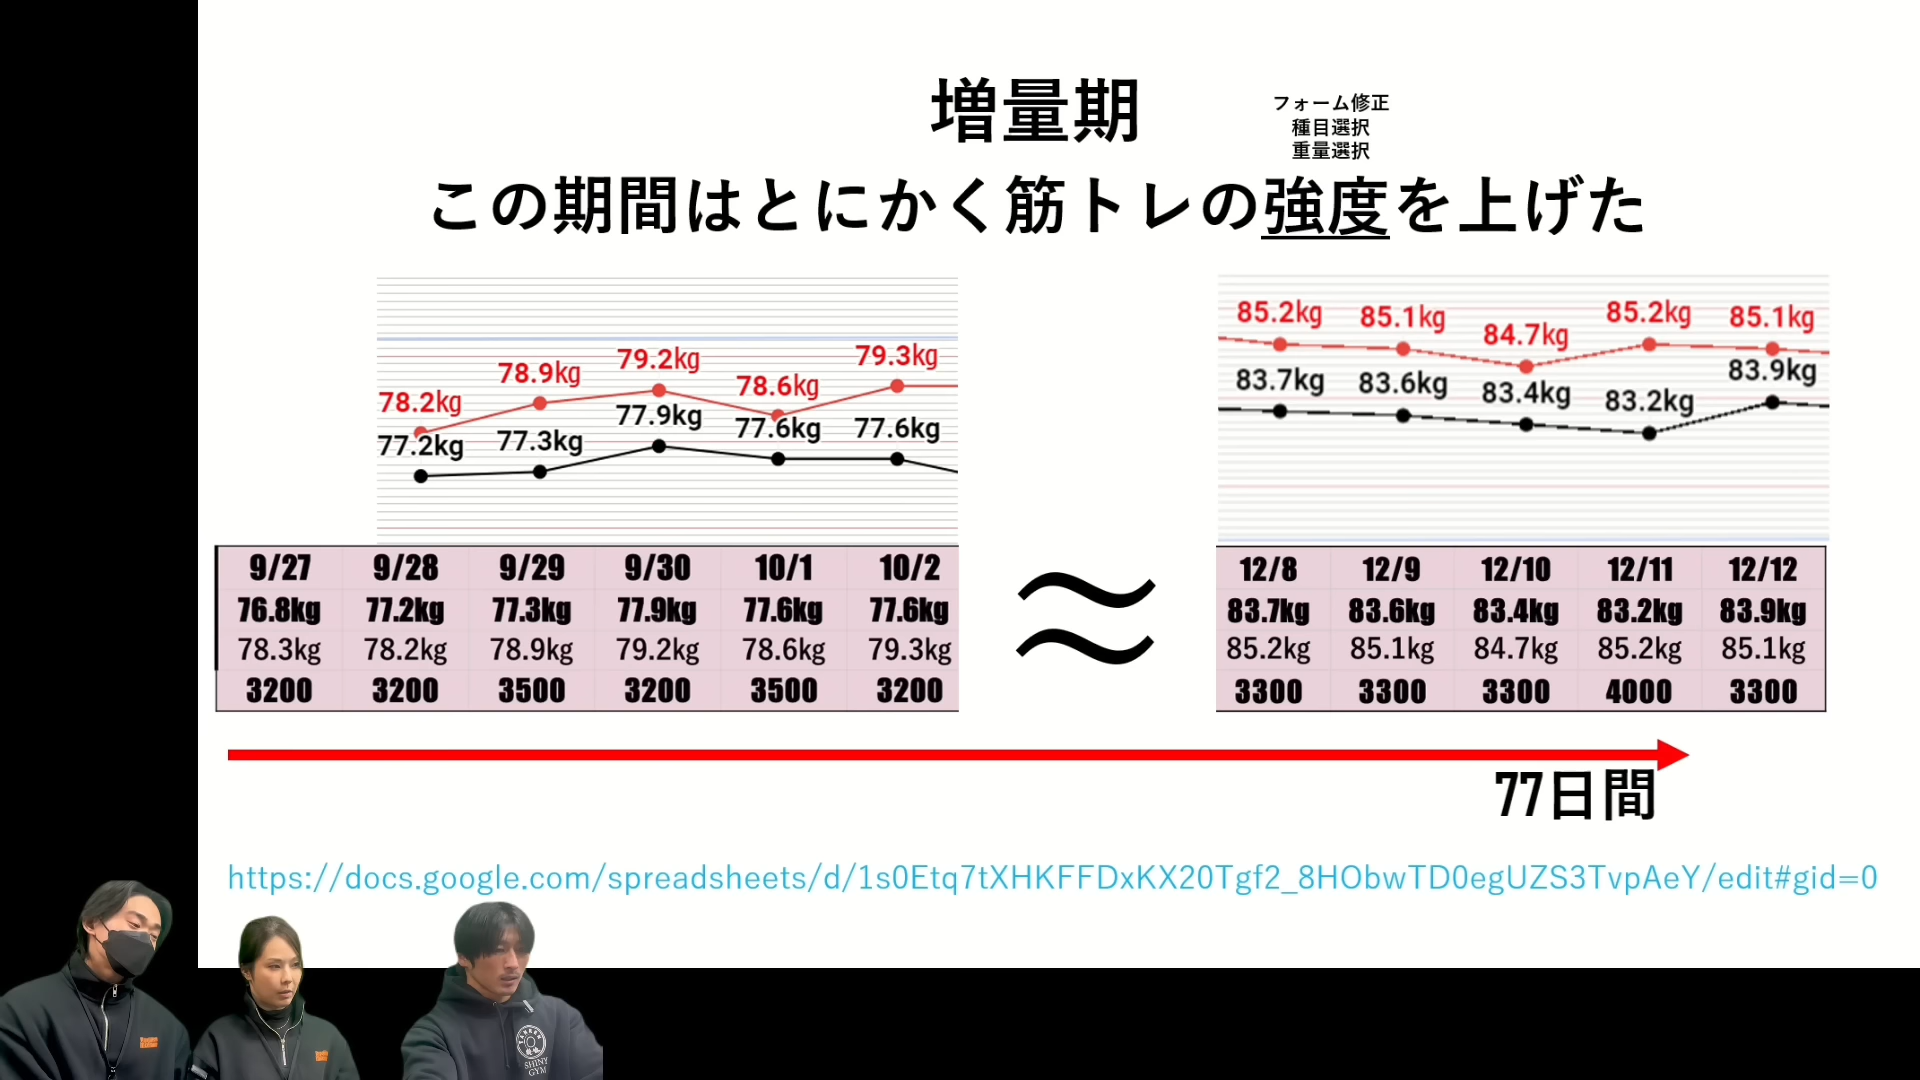 増量期
フォーム修正
種目選択
重量選択
この期間はとにかく筋トレの強度を上げた
78.2kg 78.9kg 79.2kg 78.6kg 79.3kg
77.2kg 77.3kg 77.9kg 77.6kg 77.6kg
85.2kg 85.1kg 84.7kg 85.2kg 85.1kg
83.7kg 83.6kg 83.4kg 83.2kg 83.9kg
9/27 9/28 9/29 9/30 10/1 10/2
76.8kg 77.2kg 77.3kg 77.9kg 77.6kg 77.6kg
78.3kg 78.2kg 78.9kg 79.2kg 78.6kg 79.3kg
3200 3200 3500 3200 3500 3200
≈
12/8 12/9 12/10 12/11 12/12
83.7kg 83.6kg 83.4kg 83.2kg 83.9kg
85.2kg 85.1kg 84.7kg 85.2kg 85.1kg
3300 3300 3300 4000 3300
77日間
https://docs.google.com/spreadsheets/d/1s0Etq7tXHKFFDxKX20Tgf2_8HObwTD0egUZS3TvpAeY/edit#gid=0
SHINY
GYM